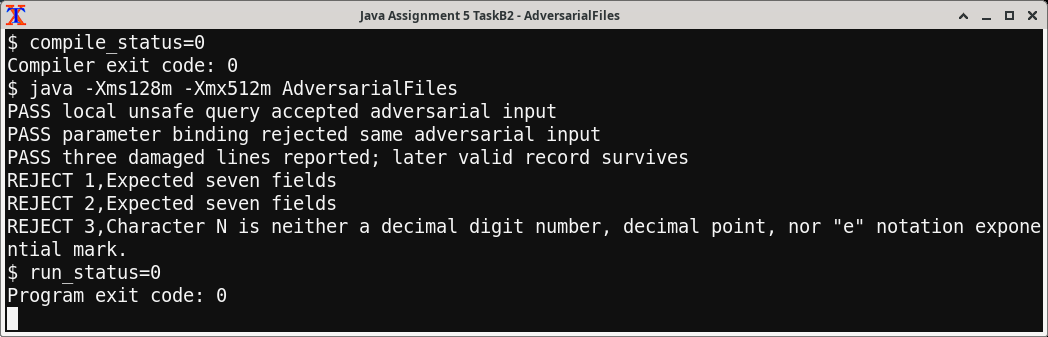 Java Assignment 5 TaskB2 - AdversarialFiles
$ compile_status=0
Compiler exit code: 0
$ java -Xms128m -Xmx512m AdversarialFiles
PASS local unsafe query accepted adversarial input
PASS parameter binding rejected same adversarial input
PASS three damaged lines reported; later valid record survives
REJECT 1,Expected seven fields
REJECT 2,Expected seven fields
REJECT 3,Character N is neither a decimal digit number, decimal point, nor "e" notation expone
ntial mark.
$ run_status=0
Program exit code: 0